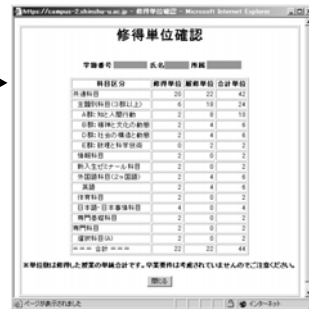 https://campus-2.shinshu-u.ac.jp - 修得単位確認 - Microsoft Internet Explorer
修得単位確認
学籍番号 氏名 所属
科目区分 修得単位 履修単位 合計単位
共通科目 20 22 42
主題別科目(3群以上) 6 18 24
A群:知と人間行動 2 8 10
B群:精神と文化の動態 2 4 6
D群:社会の構造と動態 2 4 6
E群:数理と科学技術 0 2 2
情報科目 2 0 2
新入生ゼミナール科目 2 0 2
外国語科目(2ヶ国語) 2 4 6
英語 2 4 6
体育科目 2 0 2
日本語・日本事情科目 4 0 4
専門基礎科目 2 0 2
専門科目 2 0 2
選択科目(A) 2 0 2
=== 合計 === 22 22 44
※単位数は修得した授業の単純合計です。卒業要件は考慮されていませんのでご注意ください。
閉じる
ページが表示されました インターネット